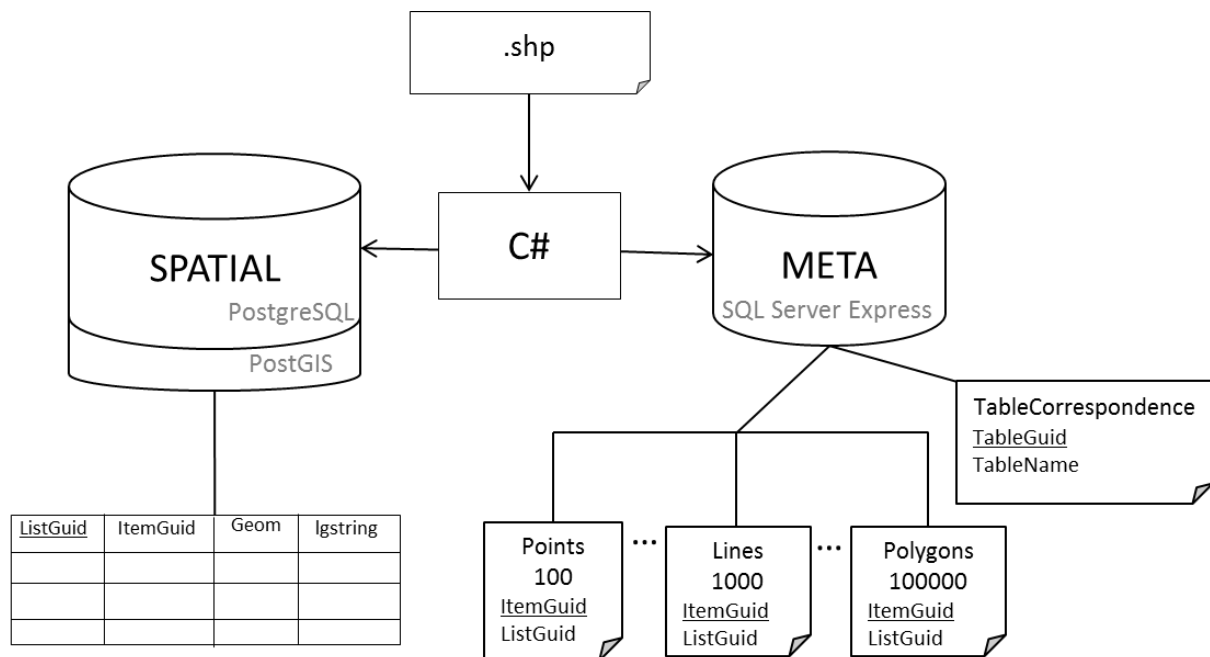 .shp
C#
SPATIAL
PostgreSQL
PostGIS
META
SQL Server Express
TableCorrespondence
TableGuid
TableName
ListGuid ItemGuid Geom lgstring
Points
100
ItemGuid
ListGuid
...
Lines
1000
ItemGuid
ListGuid
...
Polygons
100000
ItemGuid
ListGuid